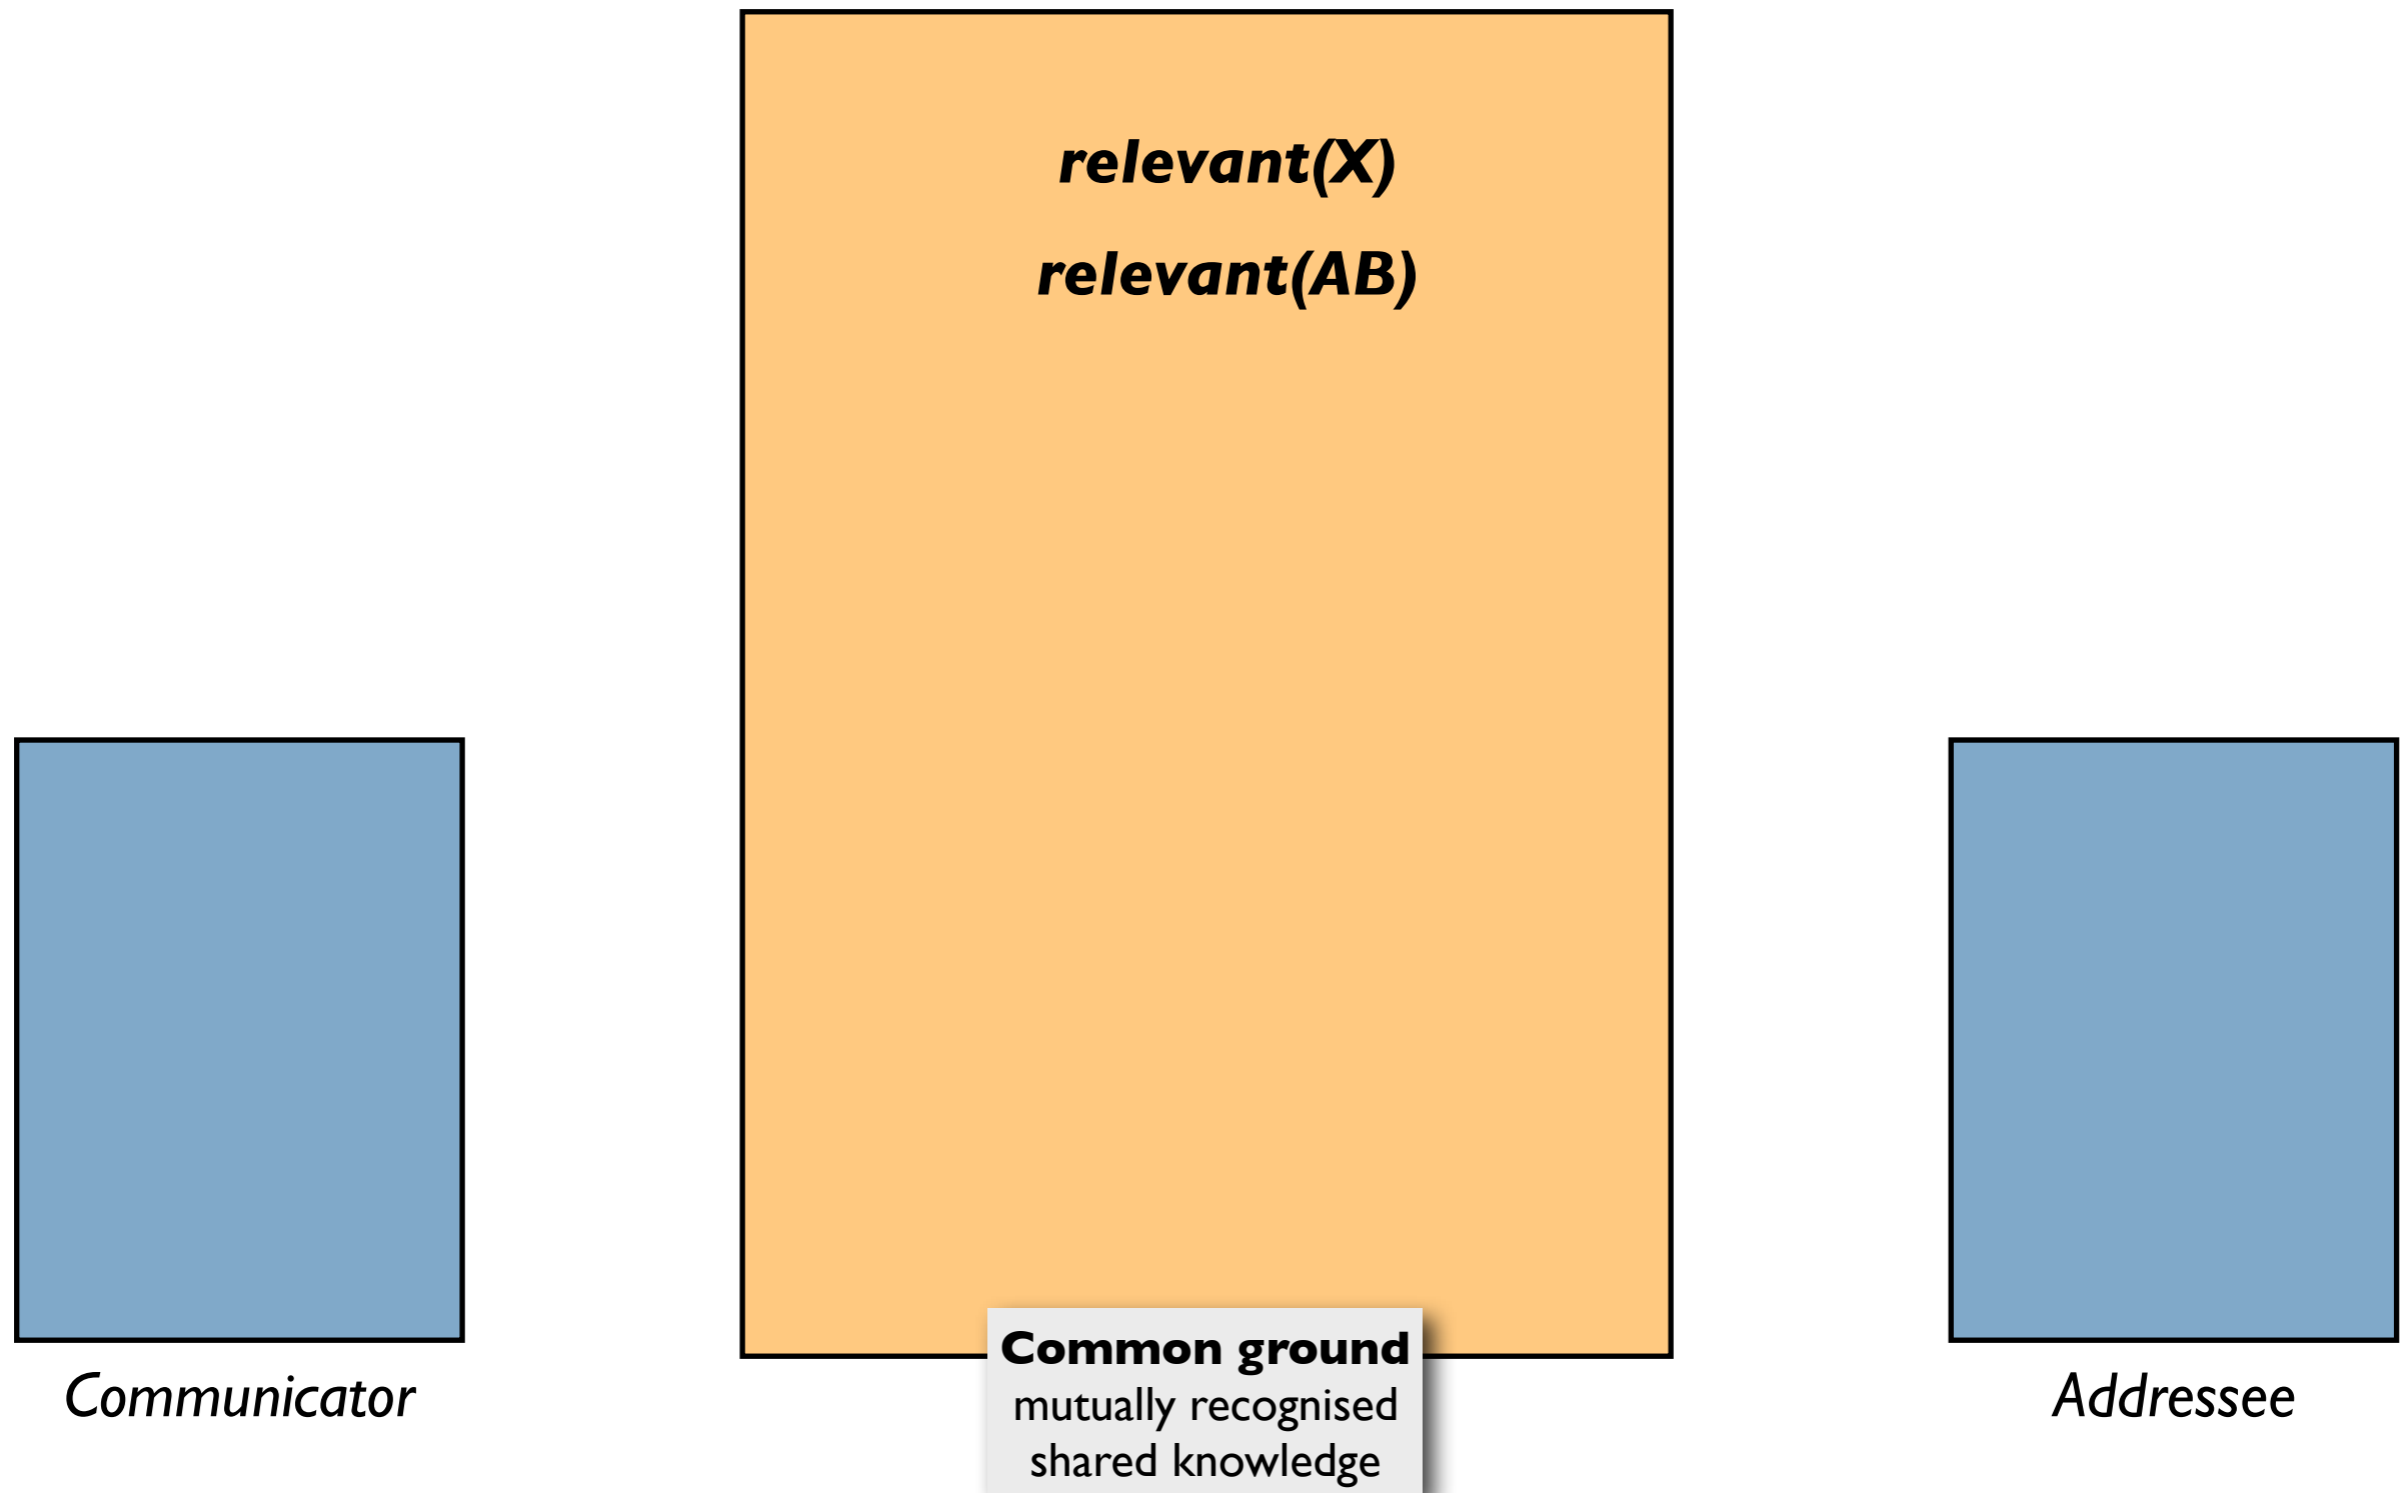 relevant(X)
relevant(AB)
Common ground
mutually recognised
shared knowledge
Communicator
Addressee